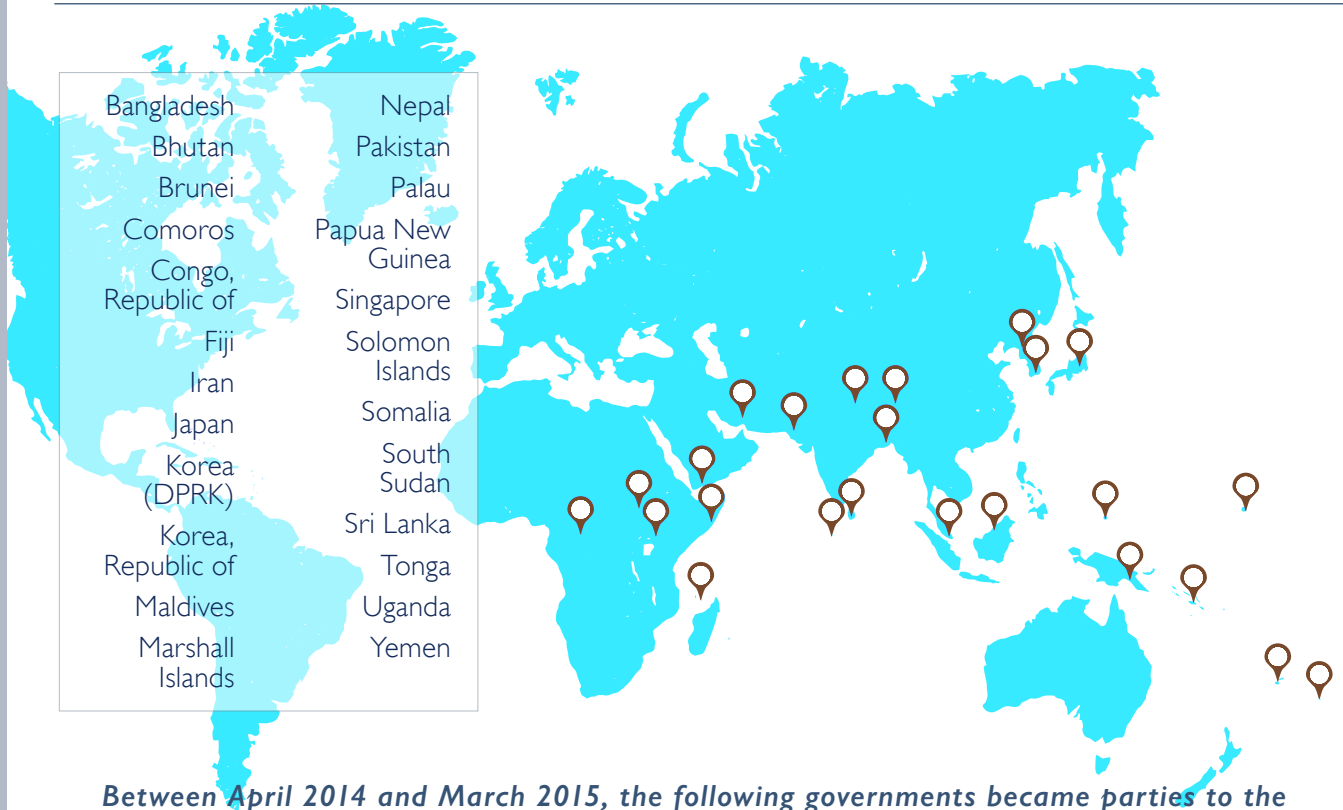 Bangladesh
Bhutan
Brunei
Comoros
Congo,
Republic of
Fiji
Iran
Japan
Korea
(DPRK)
Korea,
Republic of
Maldives
Marshall
Islands
Nepal
Pakistan
Palau
Papua New
Guinea
Singapore
Solomon
Islands
Somalia
South
Sudan
Sri Lanka
Tonga
Uganda
Yemen
Between April 2014 and March 2015, the following governments became parties to the